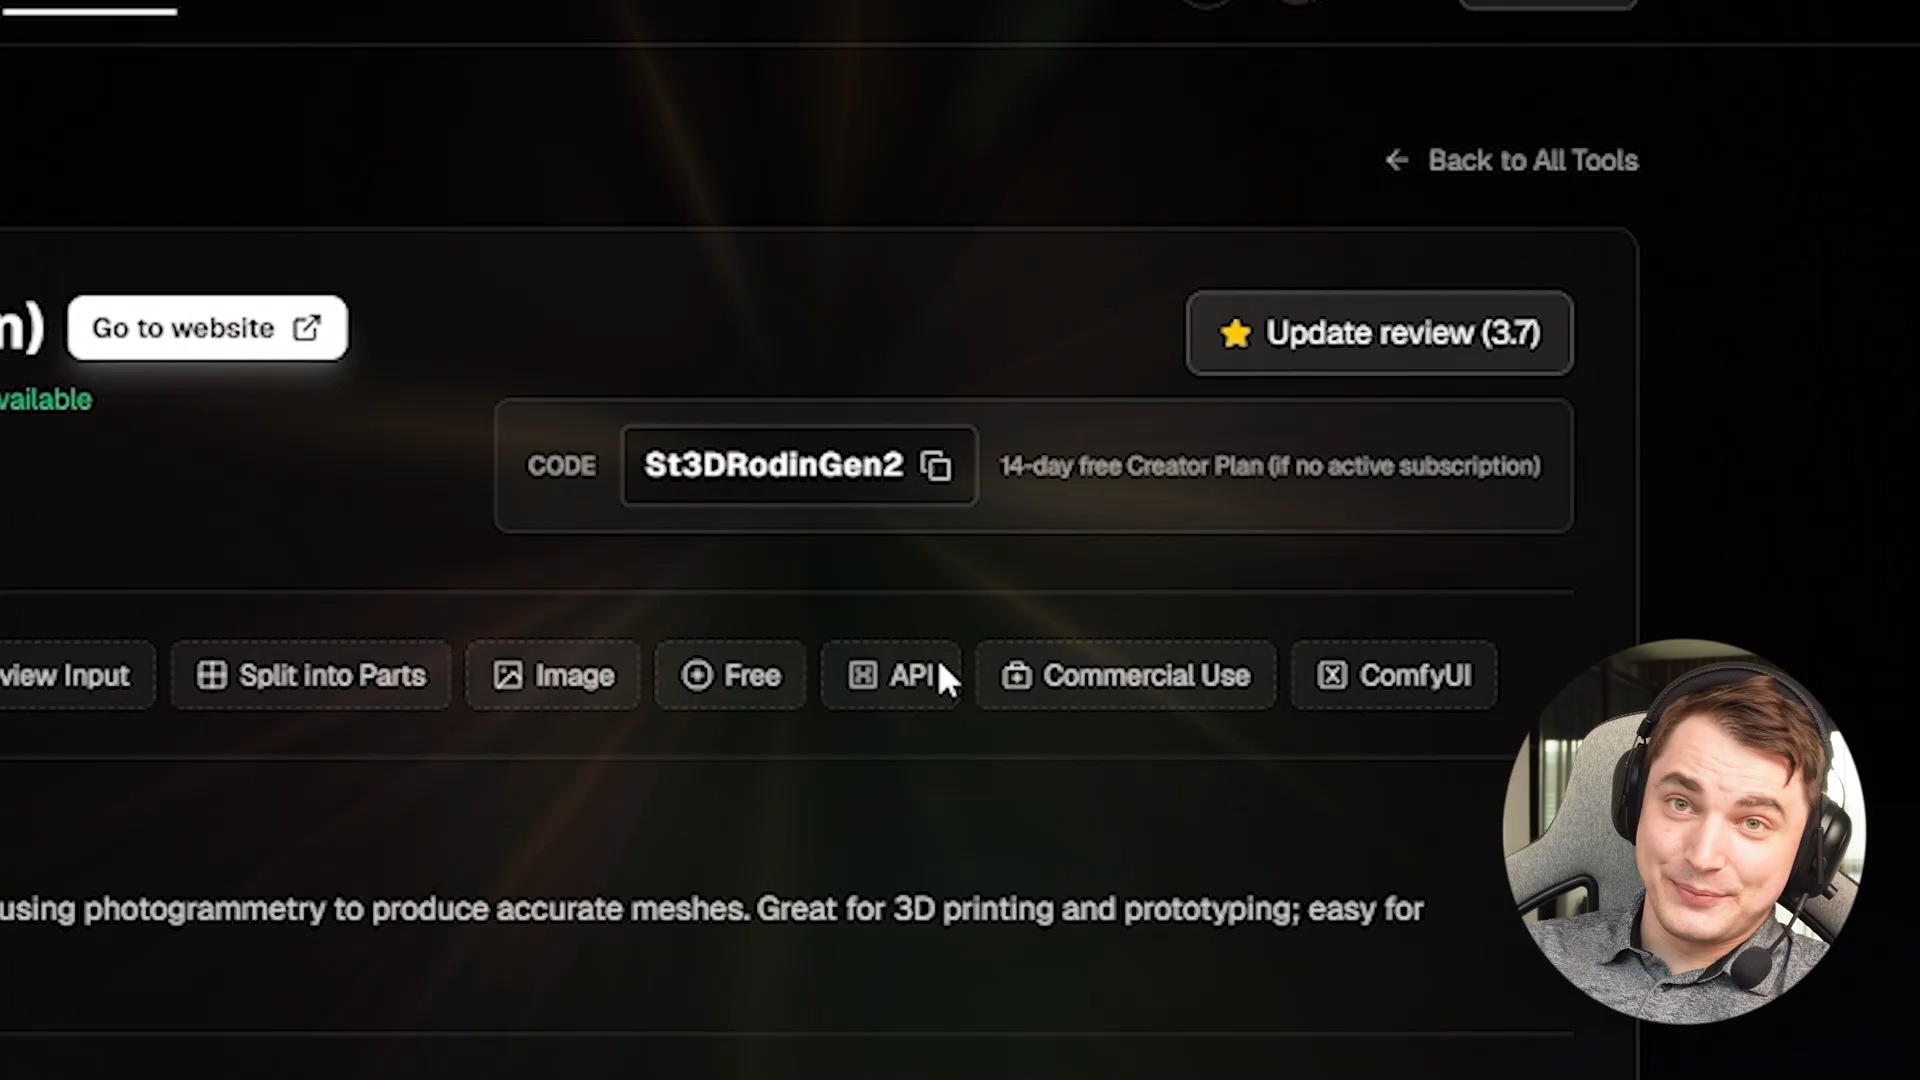 Back to All Tools
n)
Go to website
Update review (3.7)
vailable
CODE
St3DRodinGen2
14-day free Creator Plan (if no active subscription)
view Input
Split into Parts
Image
Free
API
Commercial Use
ComfyUI
using photogrammetry to produce accurate meshes. Great for 3D printing and prototyping; easy for